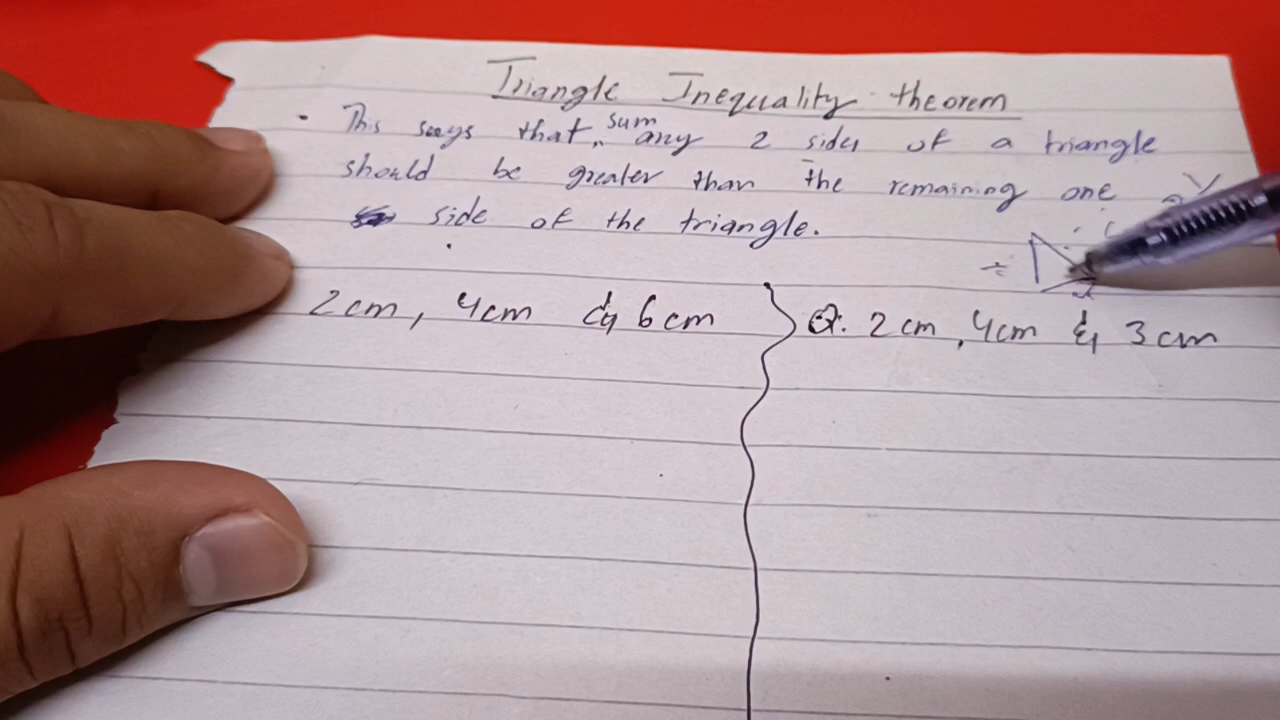 Triangle Inequality theorem
• This says that, sum any 2 sides of a triangle
should be greater than the remaining one
side of the triangle.
2cm, 4cm & 6cm
Q. 2cm, 4cm & 3cm